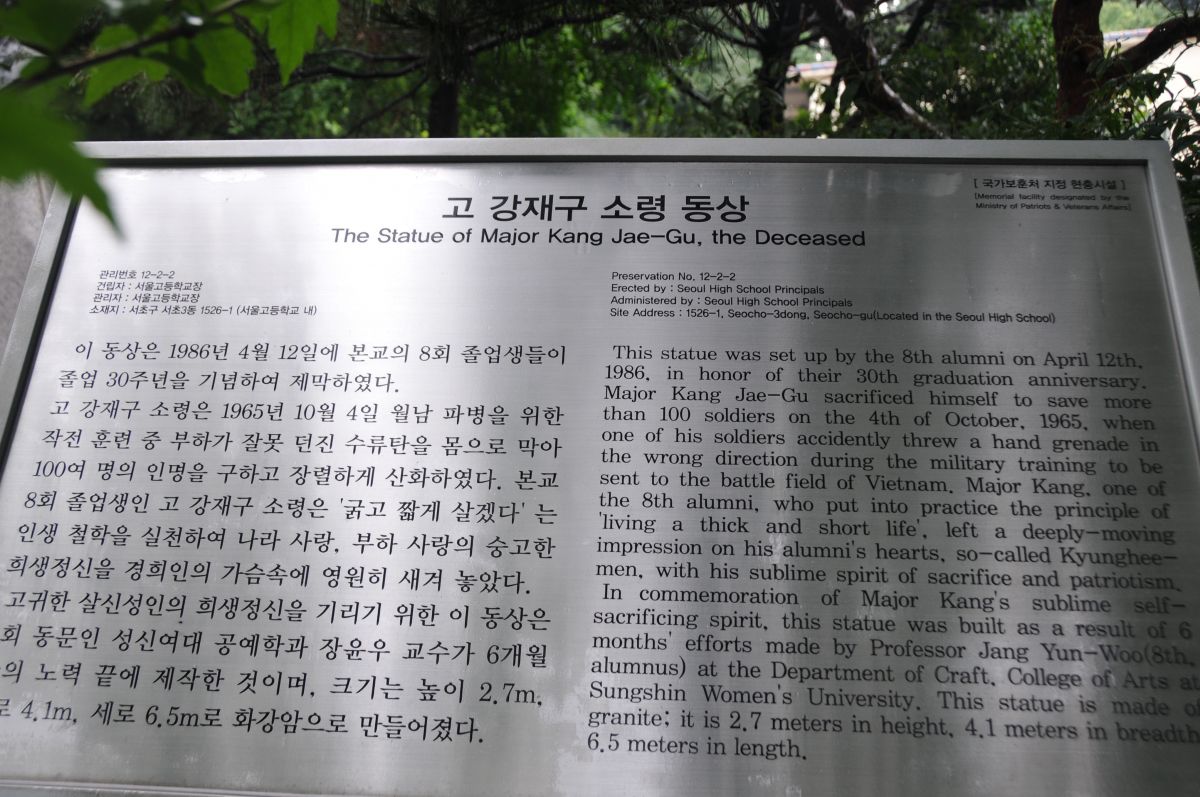 [ 국가보훈처 지정 현충시설 ]
[Memorial facility designated by the
Ministry of Patriots & Veterans Affairs]
고 강재구 소령 동상
The Statue of Major Kang Jae-Gu, the Deceased
관리번호 12-2-2
건립자 : 서울고등학교장
관리자 : 서울고등학교장
소재지 : 서초구 서초3동 1526-1 (서울고등학교 내)
이 동상은 1986년 4월 12일에 본교의 8회 졸업생들이
졸업 30주년을 기념하여 제막하였다.
고 강재구 소령은 1965년 10월 4일 월남 파병을 위한
작전 훈련 중 부하가 잘못 던진 수류탄을 몸으로 막아
100여 명의 인명을 구하고 장렬하게 산화하였다. 본교
8회 졸업생인 고 강재구 소령은 '굵고 짧게 살겠다' 는
인생 철학을 실천하여 나라 사랑, 부하 사랑의 숭고한
희생정신을 경희인의 가슴속에 영원히 새겨 놓았다.
고귀한 살신성인의 희생정신을 기리기 위한 이 동상은
회 동문인 성신여대 공예학과 장윤우 교수가 6개월
의 노력 끝에 제작한 것이며, 크기는 높이 2.7m,
로 4.1m, 세로 6.5m로 화강암으로 만들어졌다.
Preservation No. 12-2-2
Erected by : Seoul High School Principals
Administered by : Seoul High School Principals
Site Address : 1526-1, Seocho-3dong, Seocho-gu(Located in the Seoul High School)
This statue was set up by the 8th alumni on April 12th,
1986, in honor of their 30th graduation anniversary.
Major Kang Jae-Gu sacrificed himself to save more
than 100 soldiers on the 4th of October, 1965, when
one of his soldiers accidently threw a hand grenade in
the wrong direction during the military training to be
sent to the battle field of Vietnam. Major Kang, one of
the 8th alumni, who put into practice the principle of
'living a thick and short life', left a deeply-moving
impression on his alumni's hearts, so-called Kyunghee-
men, with his sublime spirit of sacrifice and patriotism.
In commemoration of Major Kang's sublime self-
sacrificing spirit, this statue was built as a result of 6
months' efforts made by Professor Jang Yun-Woo(8th,
alumnus) at the Department of Craft, College of Arts at
Sungshin Women's University. This statue is made of
granite; it is 2.7 meters in height, 4.1 meters in breadth
6.5 meters in length.